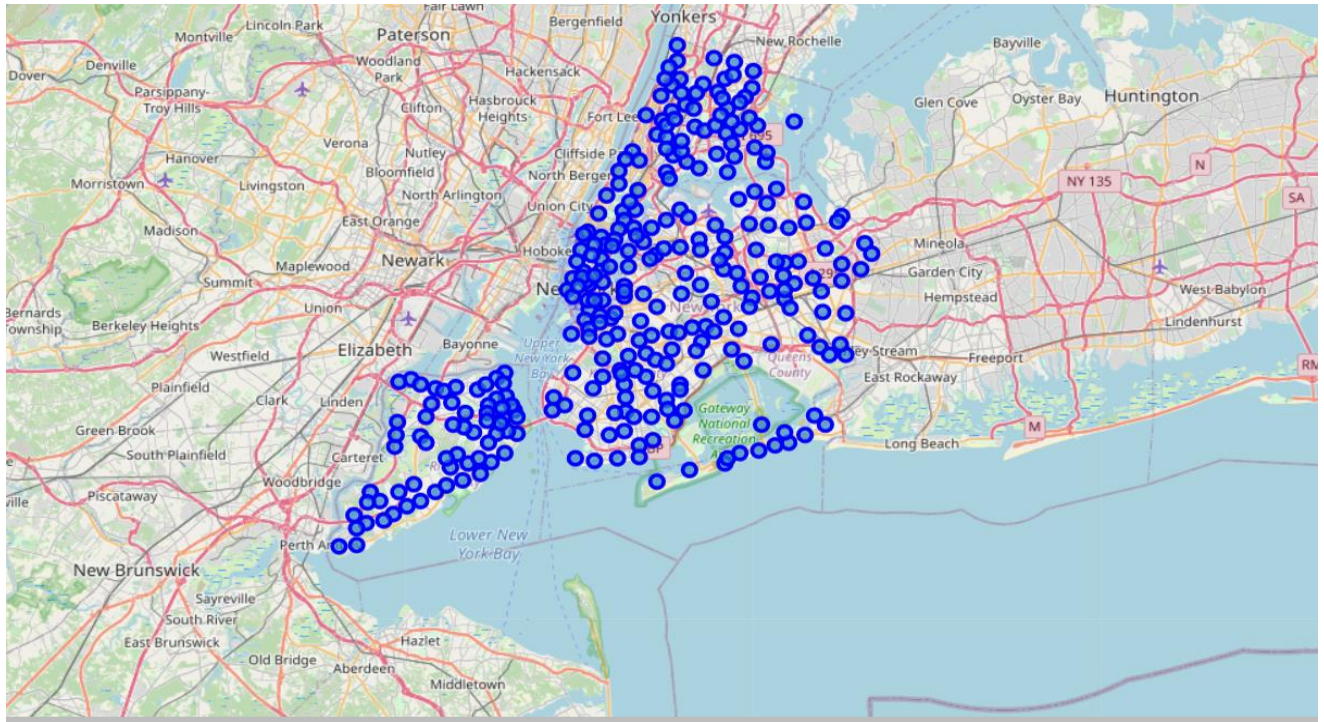 Fair Lawn
Yonkers
Lincoln Park
Bergenfield
Montville
Paterson
New Rochelle
Bayville
Denville
Woodland
Park
Hackensack
Dover
Parsippany-
Troy Hills
Clifton
Hasbrouck
Heights
Fort Lee
Glen Cove
Oyster Bay
Huntington
Verona
Nutley
Cliffside
Hanover
Bloomfield
North Bergen
N
Morristown
Livingston
North Arlington
NY 135
SA
East Orange
Union City
Madison
Maplewood
Hoboken
Mineola
Newark
Garden City
Summit
Union
New York
Hempstead
West Babylon
Bernards
Township
Berkeley Heights
Lindenhurst
Elizabeth
Bayonne
Upper
New York
Bay
Queens
County
Valley Stream
Freeport
Westfield
Plainfield
Linden
East Rockaway
RM
Clark
Gateway
National
Recreation
Green Brook
M
Long Beach
South Plainfield
Carteret
Woodbridge
Piscataway
Perth Am
Lower New
York Bay
New Brunswick
Sayreville
South River
East Brunswick
Hazlet
Old Bridge
Aberdeen
Middletown